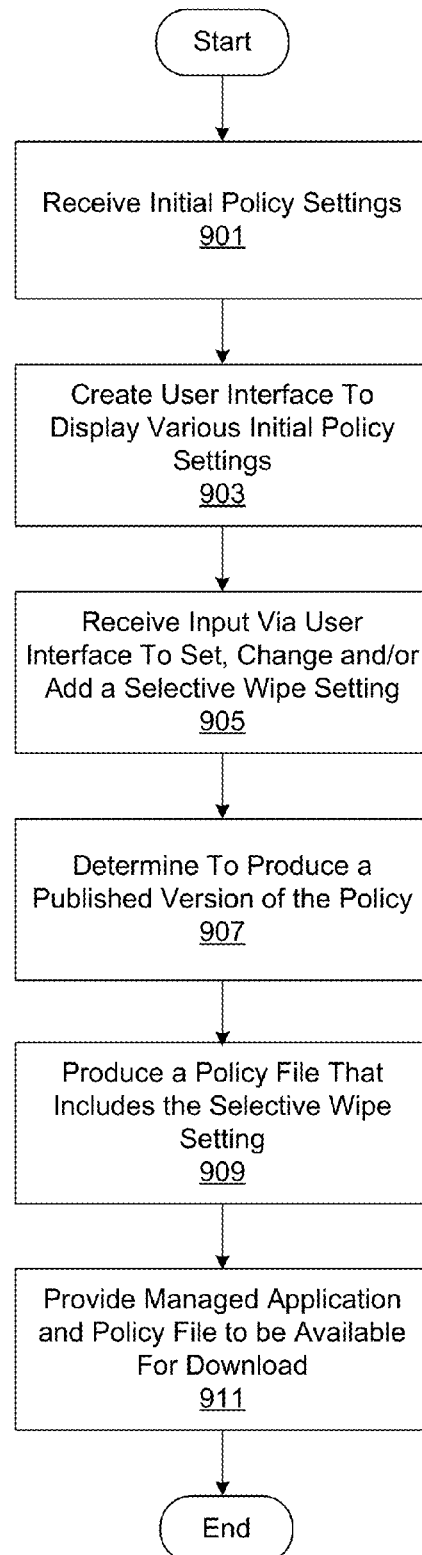 Start
Receive Initial Policy Settings
901
Create User Interface To
Display Various Initial Policy
Settings
903
Receive Input Via User
Interface To Set, Change and/or
Add a Selective Wipe Setting
905
Determine To Produce a
Published Version of the Policy
907
Produce a Policy File That
Includes the Selective Wipe
Setting
909
Provide Managed Application
and Policy File to be Available
For Download
911
End